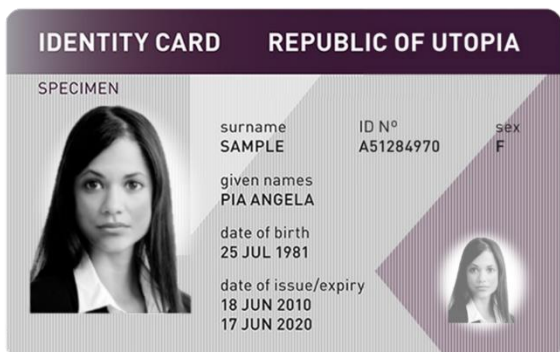 IDENTITY CARD REPUBLIC OF UTOPIA
SPECIMEN
surname ID Nº sex
SAMPLE A51284970 F
given names
PIA ANGELA
date of birth
25 JUL 1981
date of issue/expiry
18 JUN 2010
17 JUN 2020